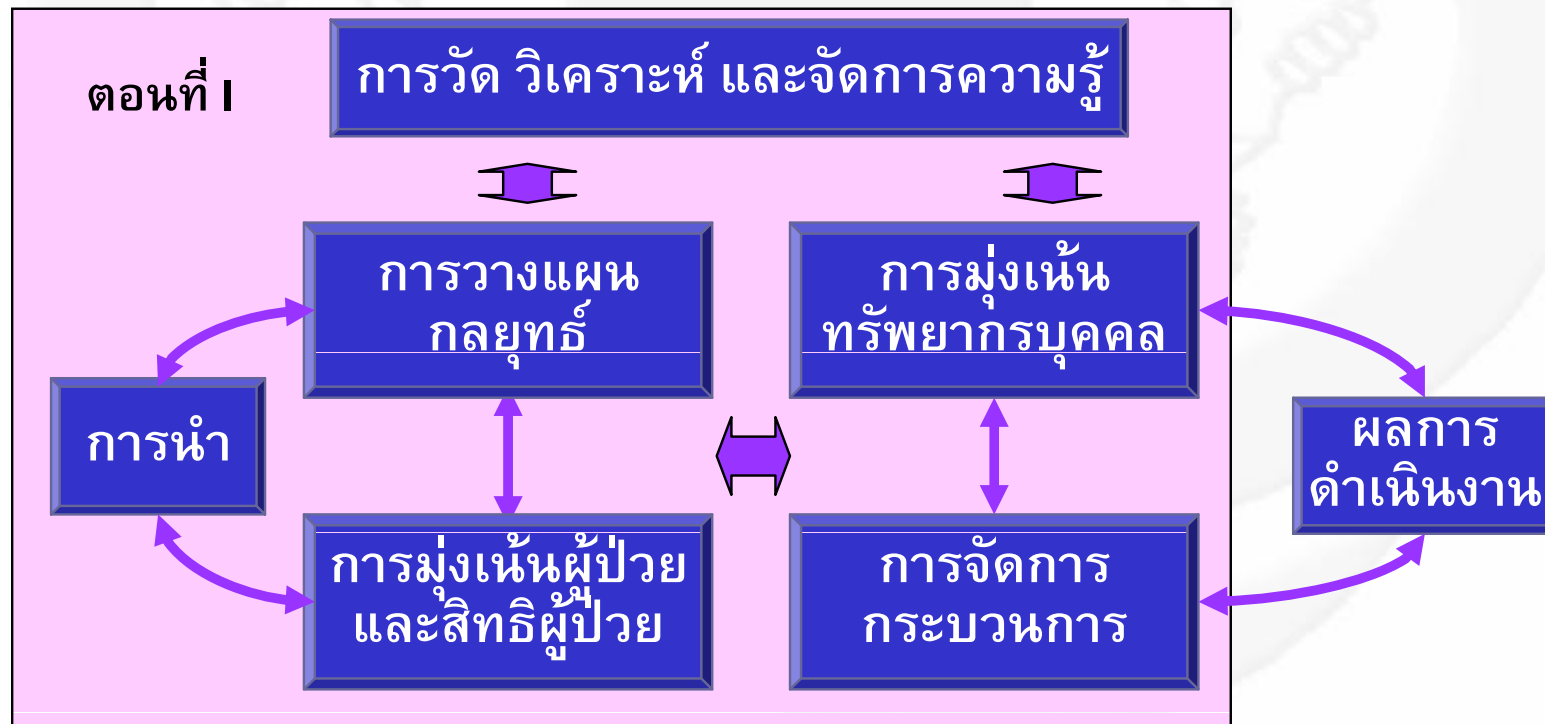 ตอนที่ I
การวัด วิเคราะห์ และจัดการความรู้
การวางแผน
กลยุทธ์
การมุ่งเน้น
ทรัพยากรบุคคล
การนำ
ผลการ
ดำเนินงาน
การมุ่งเน้นผู้ป่วย
และสิทธิผู้ป่วย
การจัดการ
กระบวนการ